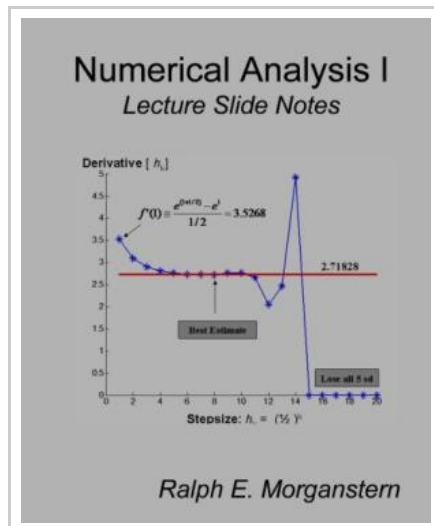 Numerical Analysis I
Lecture Slide Notes
Derivative [ hₖ]
f'(1) ≅ e^(1+1/2) − e^1 / 1/2 = 3.5268
2.71828
Best Estimate
Lose all 5 sd
5
4.5
4
3.5
3
2.5
2
1.5
1
0.5
0
0 2 4 6 8 10 12 14 16 18 20
Stepsize: hₙ = (½)ⁿ
Ralph E. Morganstern